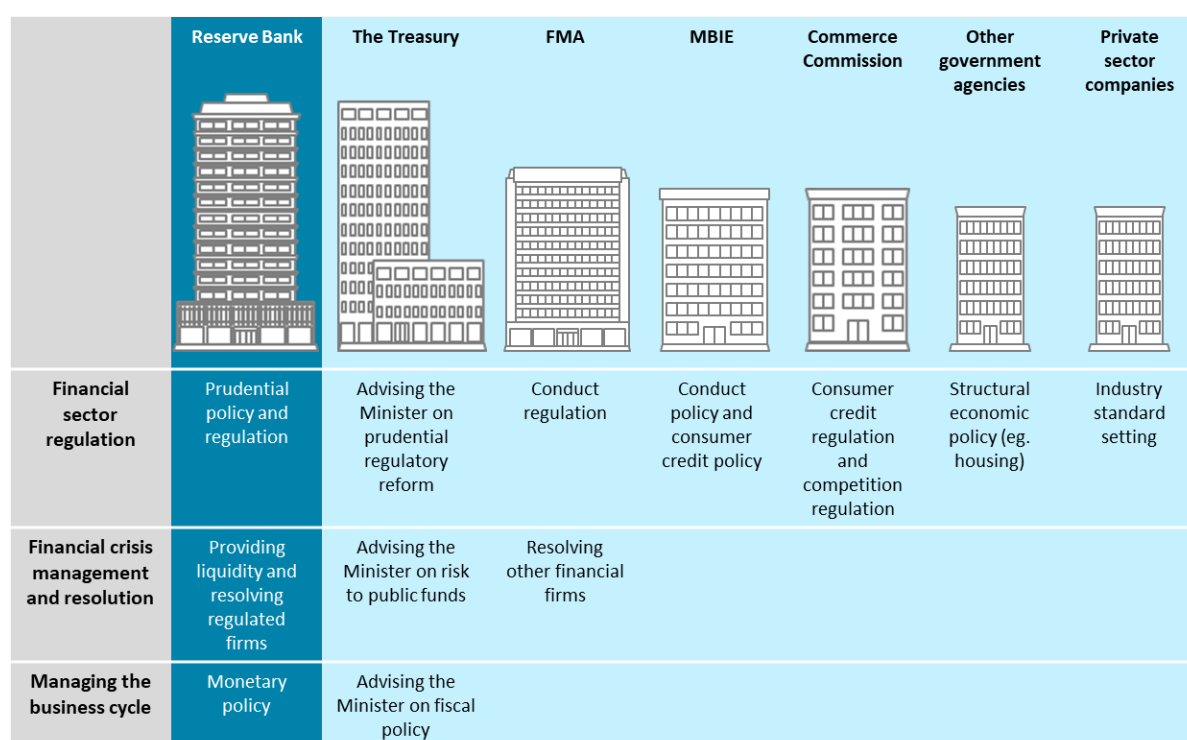 Reserve Bank
The Treasury
FMA
MBIE
Commerce
Commission
Other
government
agencies
Private
sector
companies
Financial
sector
regulation
Prudential
policy and
regulation
Advising the
Minister on
prudential
regulatory
reform
Conduct
regulation
Conduct
policy and
consumer
credit policy
Consumer
credit
regulation
and
competition
regulation
Structural
economic
policy (eg.
housing)
Industry
standard
setting
Financial crisis
management
and resolution
Providing
liquidity and
resolving
regulated
firms
Advising the
Minister on risk
to public funds
Resolving
other financial
firms
Managing the
business cycle
Monetary
policy
Advising the
Minister on fiscal
policy